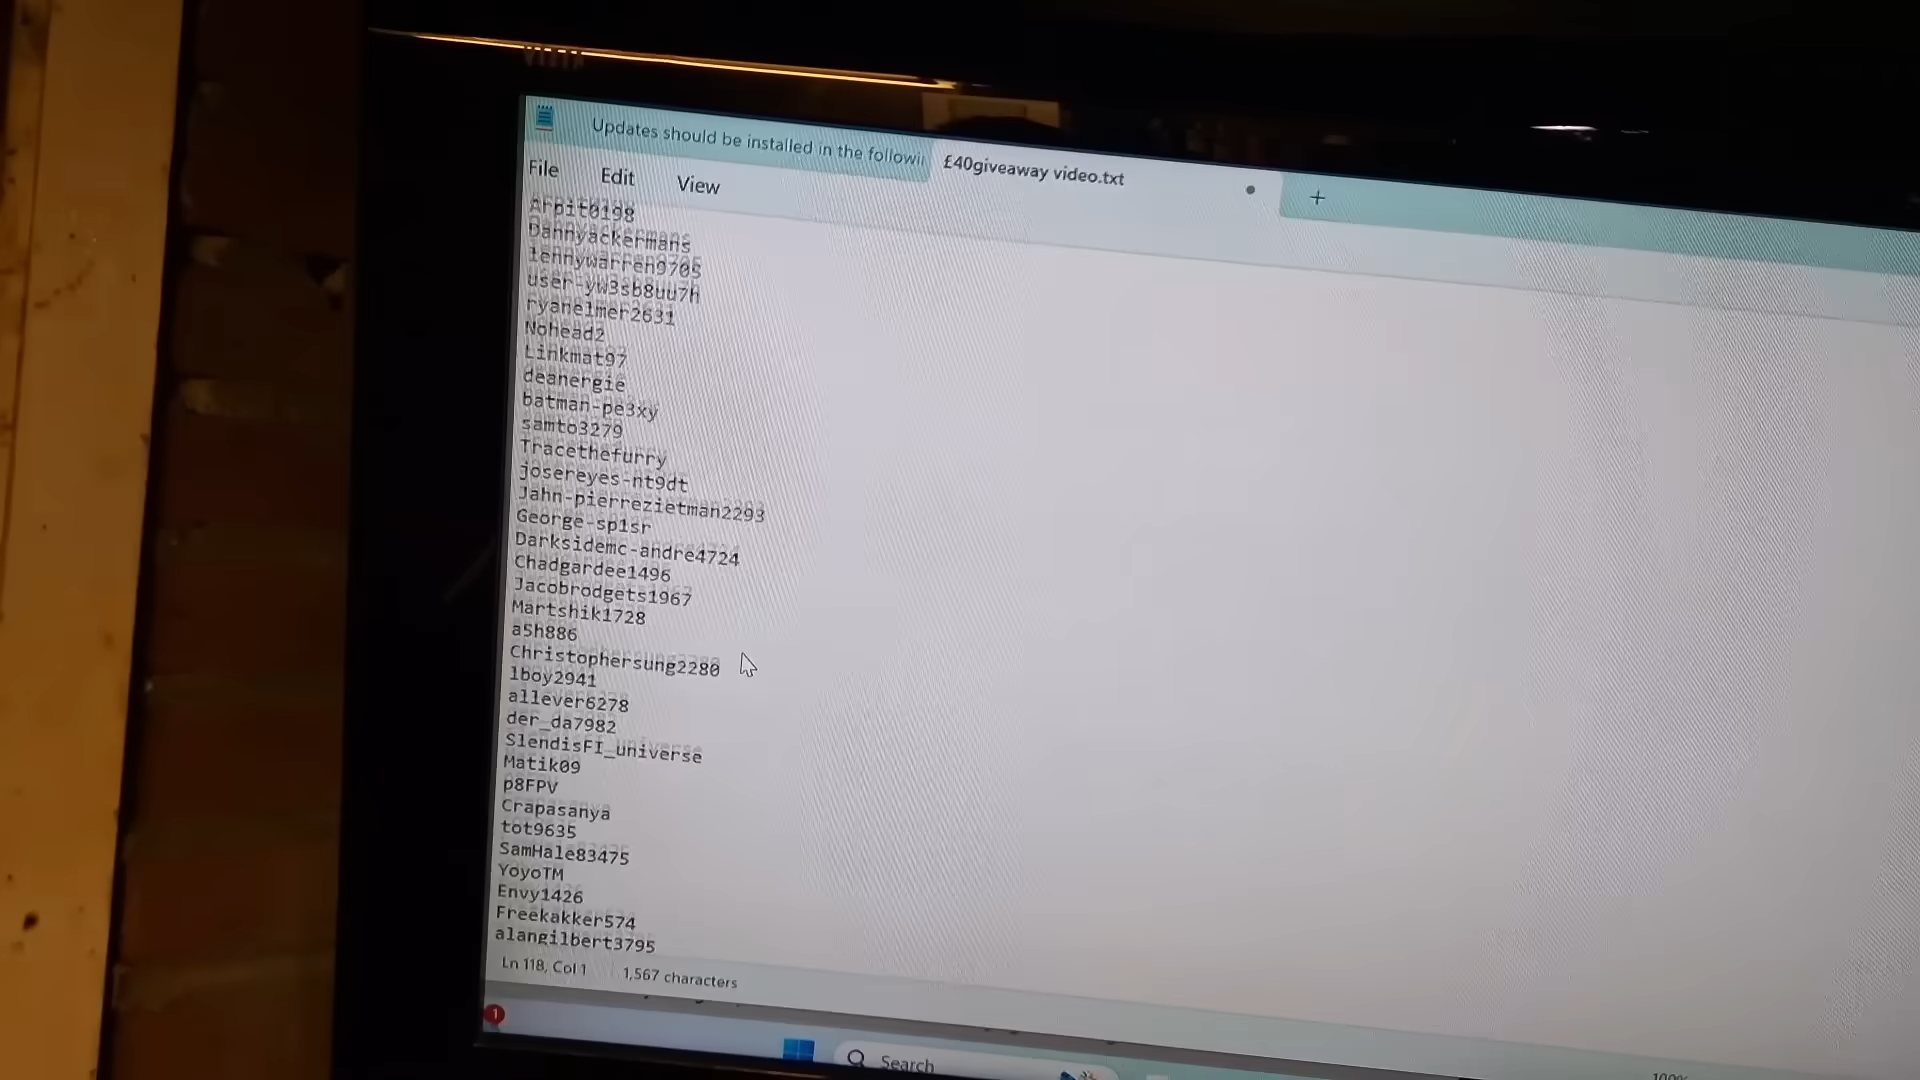 Updates should be installed in the followi
£40giveaway video.txt
File Edit View
Arpit0198
Dannyackermans
lennywarren9705
user-yw3sb8uu7h
ryanelmer2631
Nohead2
Linkmat97
deanergie
batman-pe3xy
samto3279
Tracethefurry
josereyes-nt9dt
Jahn-pierrezietman2293
George-sp1sr
Darksidemc-andre4724
Chadgardee1496
Jacobrodgets1967
Martshik1728
a5h886
Christophersung2280
lboy2941
allever6278
der_da7982
SlendisFI_universe
Matik09
p8FPV
Crapasanya
tot9635
SamHale83475
YoyoTM
Envy1426
Freekakker574
alangilbert3795
Ln 118, Col 1 1,567 characters
1
Search